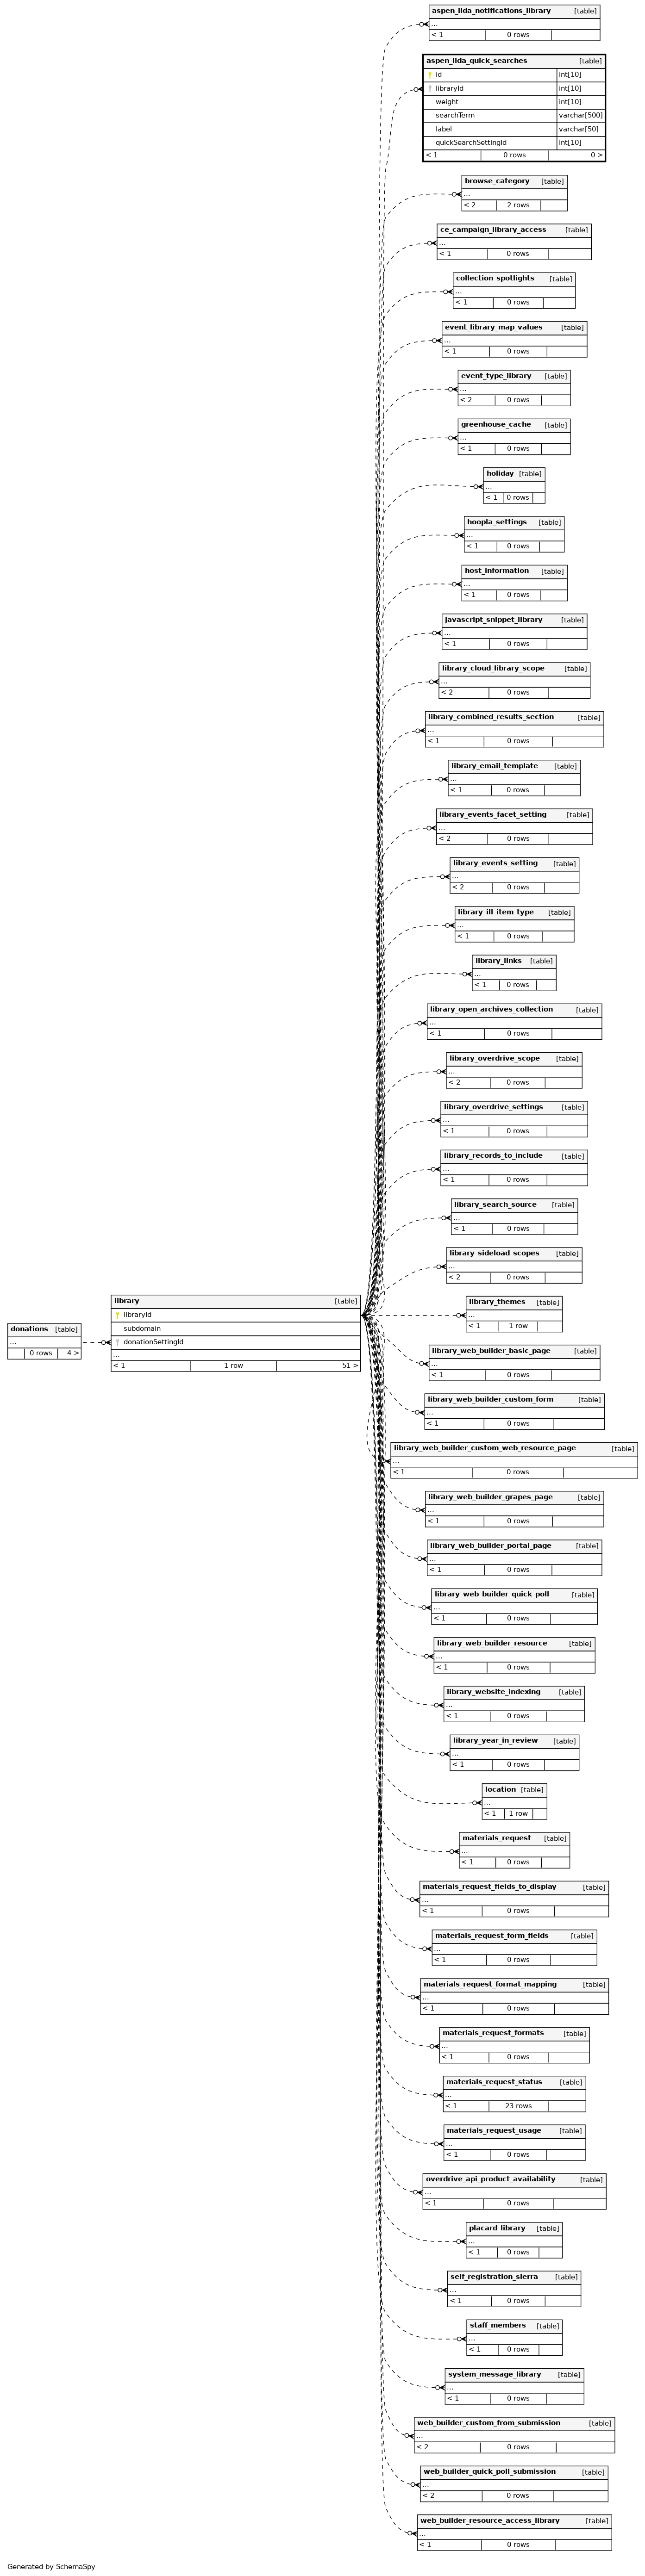 aspen_lida_notifications_library [table]
...
< 1 0 rows
aspen_lida_quick_searches [table]
id int[10]
libraryId int[10]
weight int[10]
searchTerm varchar[500]
label varchar[50]
quickSearchSettingId int[10]
< 1 0 rows 0 >
browse_category [table]
...
< 2 2 rows
ce_campaign_library_access [table]
...
< 1 0 rows
collection_spotlights [table]
...
< 1 0 rows
event_library_map_values [table]
...
< 1 0 rows
event_type_library [table]
...
< 2 0 rows
greenhouse_cache [table]
...
< 1 0 rows
holiday [table]
...
< 1 0 rows
hoopla_settings [table]
...
< 1 0 rows
host_information [table]
...
< 1 0 rows
javascript_snippet_library [table]
...
< 1 0 rows
library_cloud_library_scope [table]
...
< 2 0 rows
library_combined_results_section [table]
...
< 1 0 rows
library_email_template [table]
...
< 1 0 rows
library_events_facet_setting [table]
...
< 2 0 rows
library_events_setting [table]
...
< 2 0 rows
library_ill_item_type [table]
...
< 1 0 rows
library_links [table]
...
< 1 0 rows
library_open_archives_collection [table]
...
< 1 0 rows
library_overdrive_scope [table]
...
< 2 0 rows
library_overdrive_settings [table]
...
< 1 0 rows
library_records_to_include [table]
...
< 1 0 rows
library_search_source [table]
...
< 1 0 rows
library_sideload_scopes [table]
...
< 2 0 rows
donations [table]
...
0 rows 4 >
library [table]
libraryId
subdomain
donationSettingId
...
< 1 1 row 51 >
library_themes [table]
...
< 1 1 row
library_web_builder_basic_page [table]
...
< 1 0 rows
library_web_builder_custom_form [table]
...
< 1 0 rows
library_web_builder_custom_web_resource_page [table]
...
< 1 0 rows
library_web_builder_grapes_page [table]
...
< 1 0 rows
library_web_builder_portal_page [table]
...
< 1 0 rows
library_web_builder_quick_poll [table]
...
< 1 0 rows
library_web_builder_resource [table]
...
< 1 0 rows
library_website_indexing [table]
...
< 1 0 rows
library_year_in_review [table]
...
< 1 0 rows
location [table]
...
< 1 1 row
materials_request [table]
...
< 1 0 rows
materials_request_fields_to_display [table]
...
< 1 0 rows
materials_request_form_fields [table]
...
< 1 0 rows
materials_request_format_mapping [table]
...
< 1 0 rows
materials_request_formats [table]
...
< 1 0 rows
materials_request_status [table]
...
< 1 23 rows
materials_request_usage [table]
...
< 1 0 rows
overdrive_api_product_availability [table]
...
< 1 0 rows
placard_library [table]
...
< 1 0 rows
self_registration_sierra [table]
...
< 1 0 rows
staff_members [table]
...
< 1 0 rows
system_message_library [table]
...
< 1 0 rows
web_builder_custom_from_submission [table]
...
< 2 0 rows
web_builder_quick_poll_submission [table]
...
< 2 0 rows
web_builder_resource_access_library [table]
...
< 1 0 rows
Generated by SchemaSpy